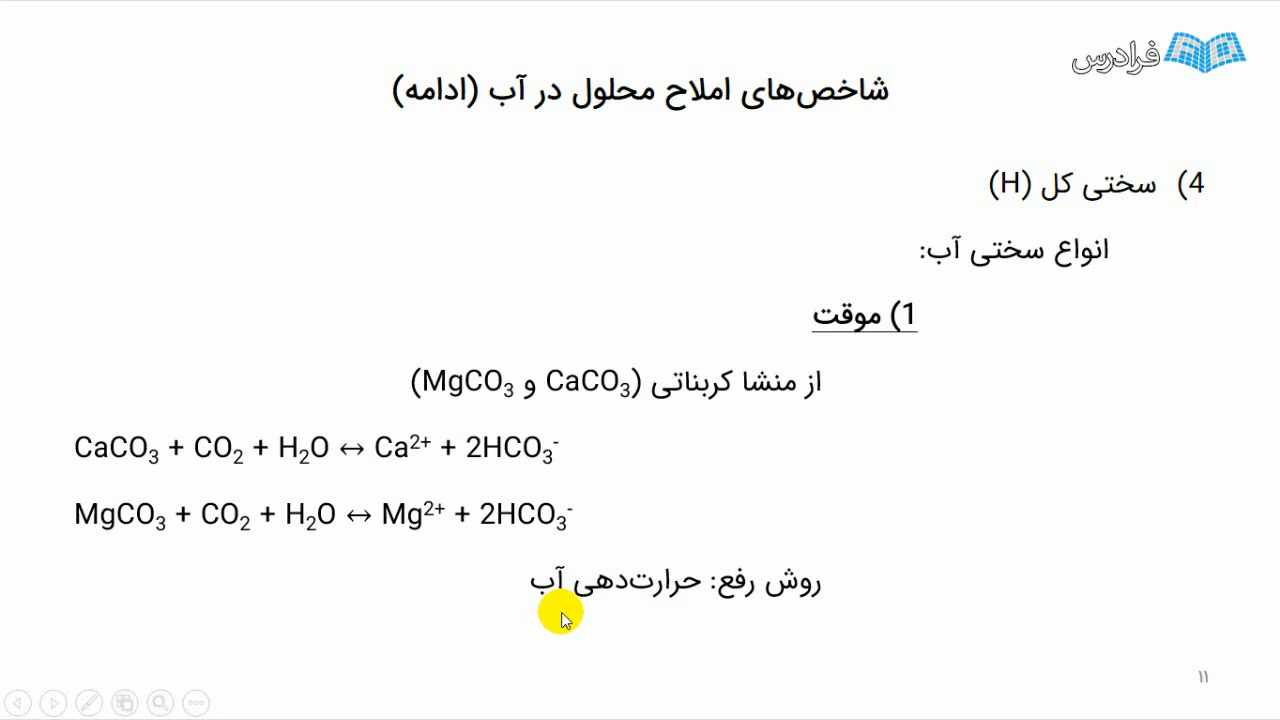 فرادرس
شاخص‌های املاح محلول در آب (ادامه)
4) سختی کل (H)
انواع سختی آب:
1) موقت
از منشا کربناتی (CaCO₃ و MgCO₃)
CaCO₃ + CO₂ + H₂O ↔ Ca²⁺ + 2HCO₃⁻
MgCO₃ + CO₂ + H₂O ↔ Mg²⁺ + 2HCO₃⁻
روش رفع: حرارت‌دهی آب
۱۱